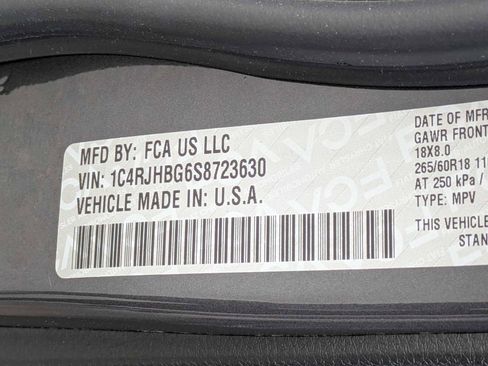 MFD BY: FCA US LLC
VIN: 1C4RJHBG6S8723630
VEHICLE MADE IN: U.S.A.
DATE OF MFR
GAWR FRONT
18X8.0
265/60R18 11
AT 250 kPa /
TYPE: MPV
THIS VEHICLE
STAN